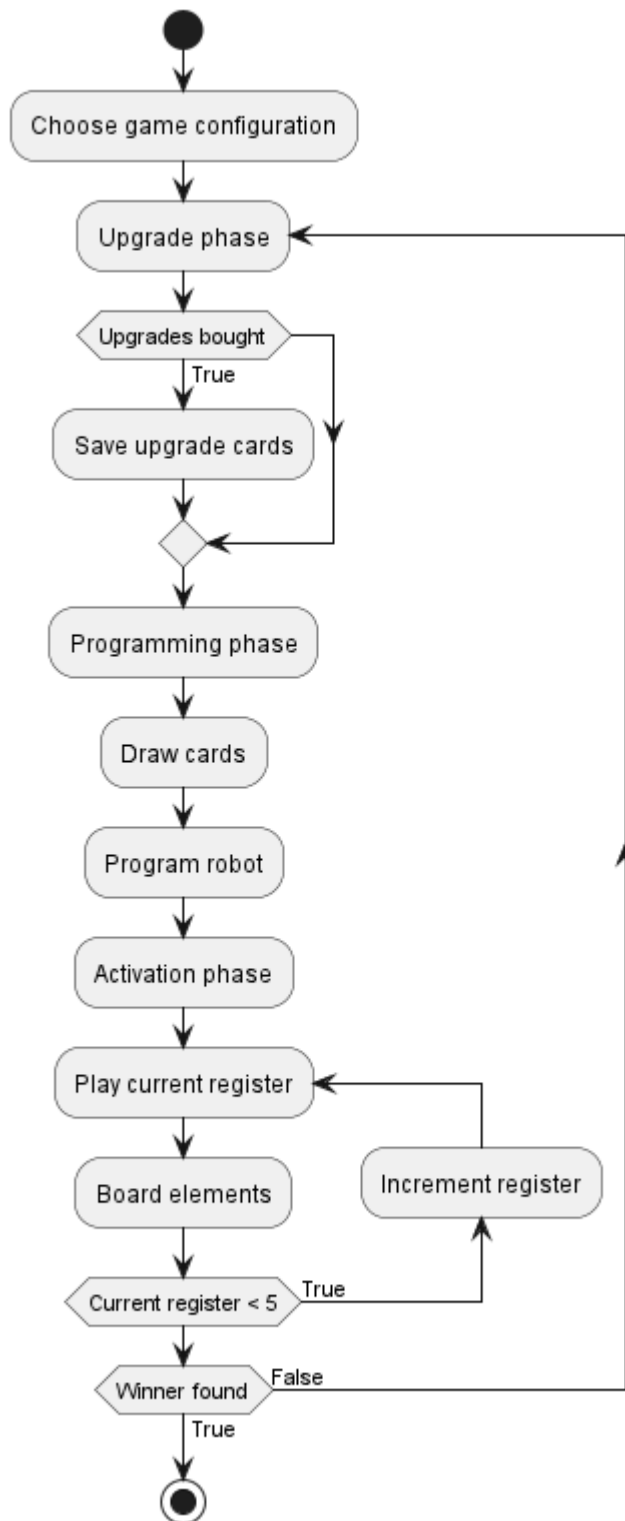 Choose game configuration
Upgrade phase
Upgrades bought
True
Save upgrade cards
Programming phase
Draw cards
Program robot
Activation phase
Play current register
Increment register
Board elements
Current register < 5
True
Winner found
False
True